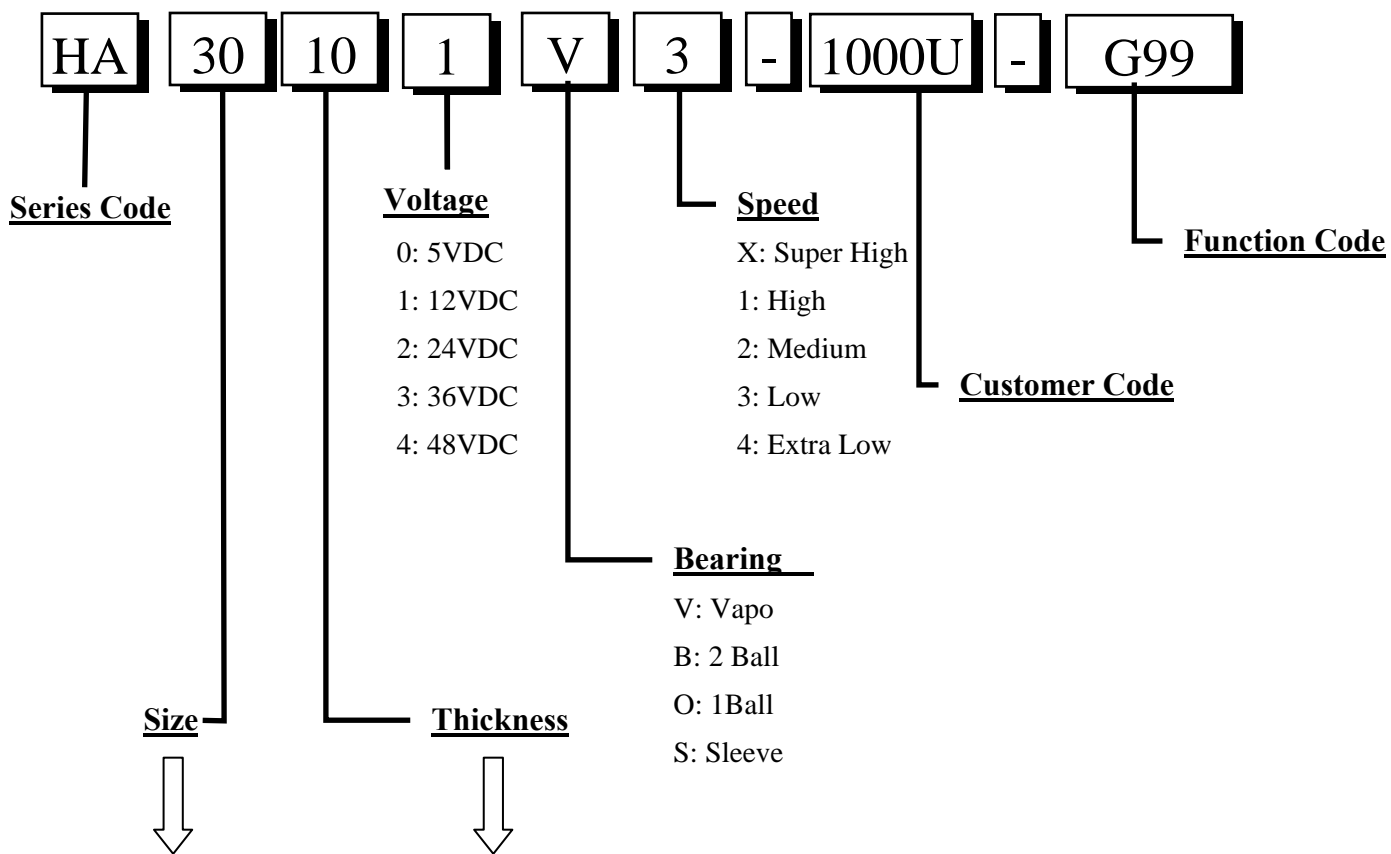 HA 30 10 1 V 3 - 1000U - G99
Series Code
Voltage
0: 5VDC
1: 12VDC
2: 24VDC
3: 36VDC
4: 48VDC
Speed
X: Super High
1: High
2: Medium
3: Low
4: Extra Low
Function Code
Customer Code
Bearing
V: Vapo
B: 2 Ball
O: 1Ball
S: Sleeve
Size
Thickness